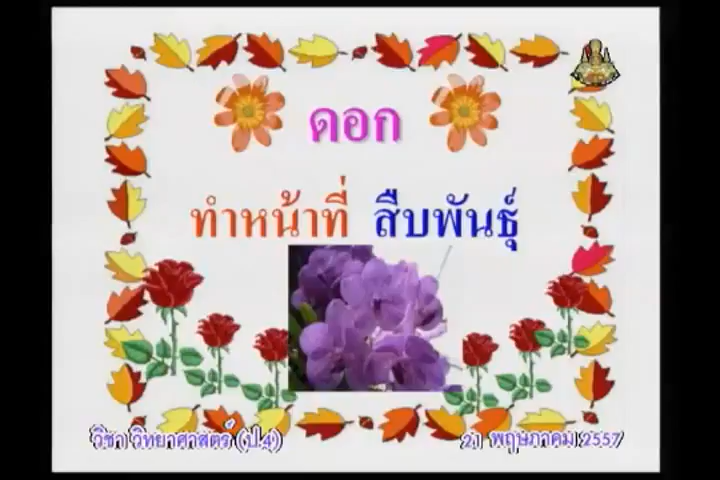 ดอก
ทำหน้าที่ สืบพันธุ์
วิชา วิทยาศาสตร์ (ป.4)
21 พฤษภาคม 2557